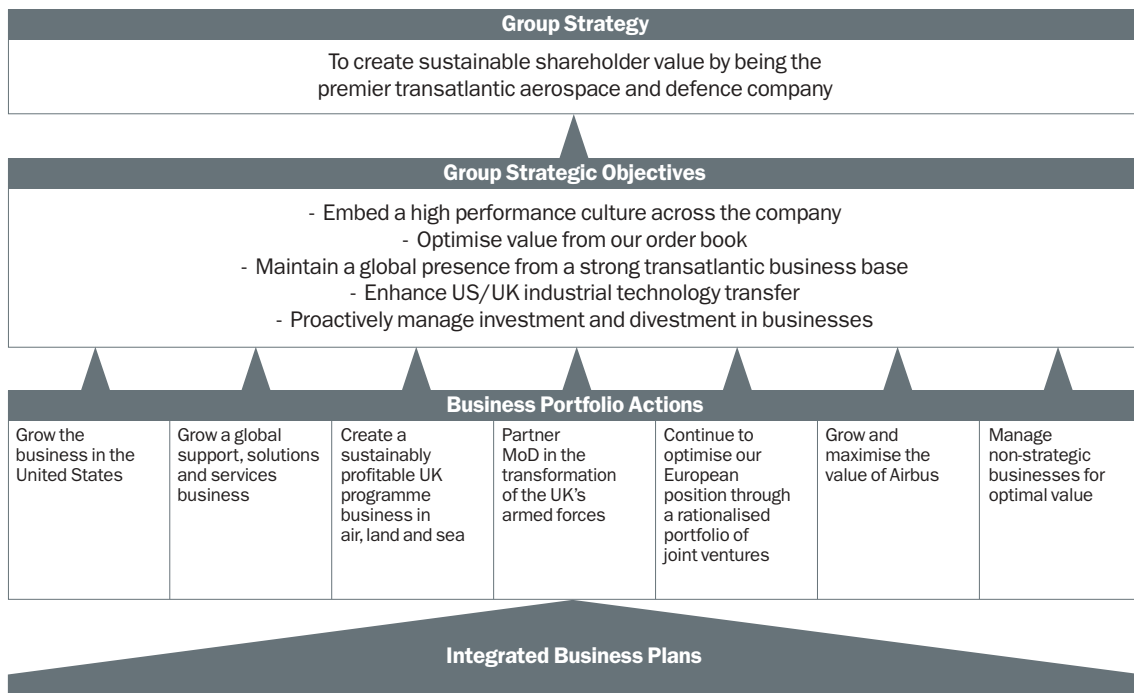 Group Strategy
To create sustainable shareholder value by being the
premier transatlantic aerospace and defence company
Group Strategic Objectives
- Embed a high performance culture across the company
- Optimise value from our order book
- Maintain a global presence from a strong transatlantic business base
- Enhance US/UK industrial technology transfer
- Proactively manage investment and divestment in businesses
Business Portfolio Actions
Grow the
business in the
United States
Grow a global
support, solutions
and services
business
Create a
sustainably
profitable UK
programme
business in
air, land and sea
Partner
MoD in the
transformation
of the UK's
armed forces
Continue to
optimise our
European
position through
a rationalised
portfolio of
joint ventures
Grow and
maximise the
value of Airbus
Manage
non-strategic
businesses for
optimal value
Integrated Business Plans